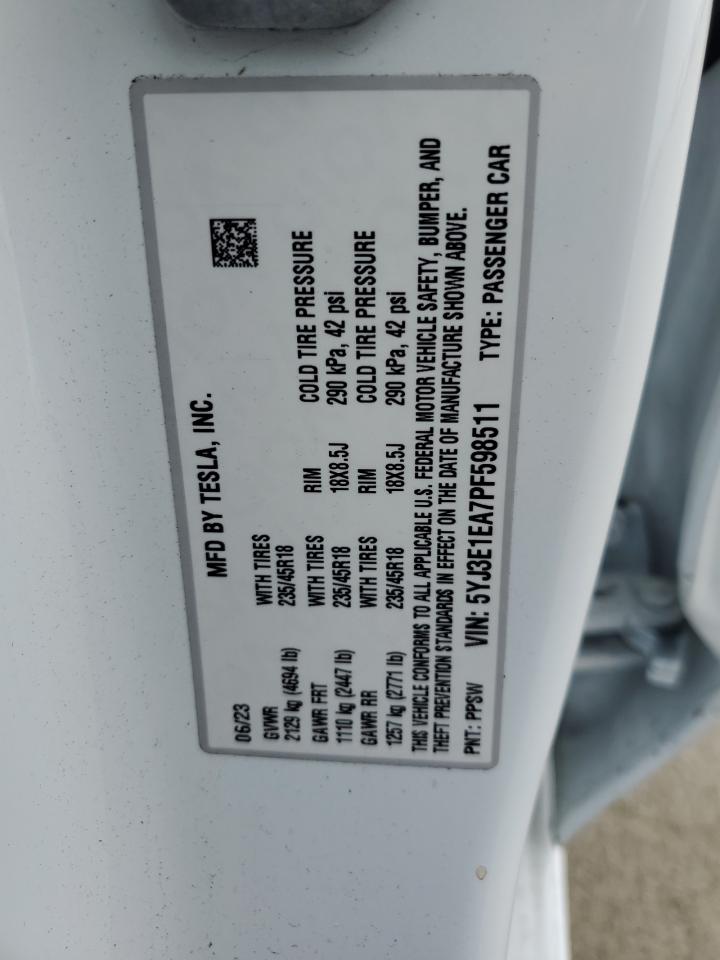 MFD BY TESLA, INC.
06/23
GVWR WITH TIRES
2129 kg (4694 lb) 235/45R18
GAWR FRT WITH TIRES RIM COLD TIRE PRESSURE
1110 kg (2447 lb) 235/45R18 18X8.5J 290 kPa, 42 psi
GAWR RR WITH TIRES RIM COLD TIRE PRESSURE
1257 kg (2771 lb) 235/45R18 18X8.5J 290 kPa, 42 psi
THIS VEHICLE CONFORMS TO ALL APPLICABLE U.S. FEDERAL MOTOR VEHICLE SAFETY, BUMPER, AND
THEFT PREVENTION STANDARDS IN EFFECT ON THE DATE OF MANUFACTURE SHOWN ABOVE.
PNT: PPSW VIN: 5YJ3E1EA7PF598511 TYPE: PASSENGER CAR